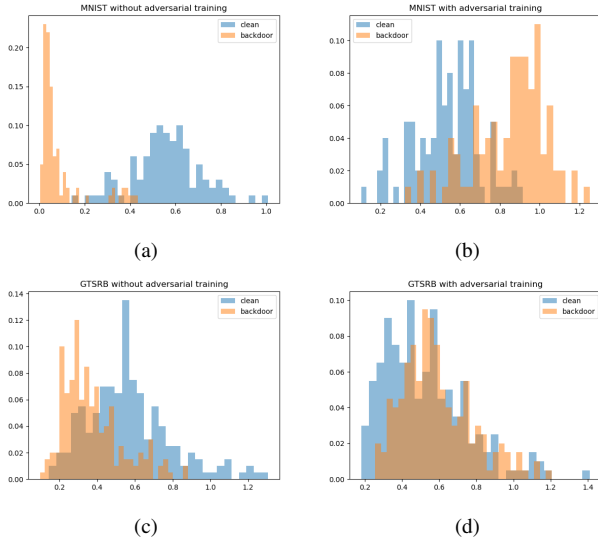 MNIST without adversarial training
clean
backdoor
0.20
0.15
0.10
0.05
0.00
0.0 0.2 0.4 0.6 0.8 1.0
(a)
MNIST with adversarial training
clean
backdoor
0.10
0.08
0.06
0.04
0.02
0.00
0.2 0.4 0.6 0.8 1.0 1.2
(b)
GTSRB without adversarial training
clean
backdoor
0.14
0.12
0.10
0.08
0.06
0.04
0.02
0.00
0.2 0.4 0.6 0.8 1.0 1.2
(c)
GTSRB with adversarial training
clean
backdoor
0.10
0.08
0.06
0.04
0.02
0.00
0.2 0.4 0.6 0.8 1.0 1.2 1.4
(d)